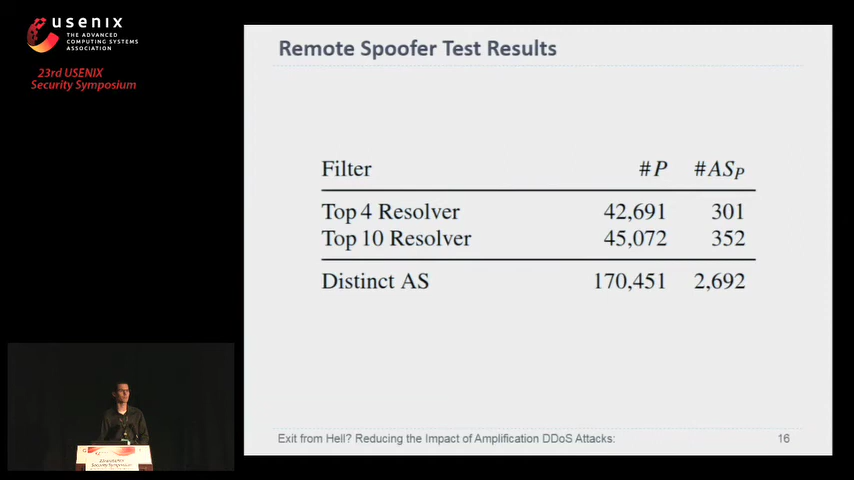 usenix
THE ADVANCED
COMPUTING SYSTEMS
ASSOCIATION
23rd USENIX
Security Symposium
Remote Spoofer Test Results
Filter #P #ASP
Top 4 Resolver 42,691 301
Top 10 Resolver 45,072 352
Distinct AS 170,451 2,692
Exit from Hell? Reducing the Impact of Amplification DDoS Attacks: 16